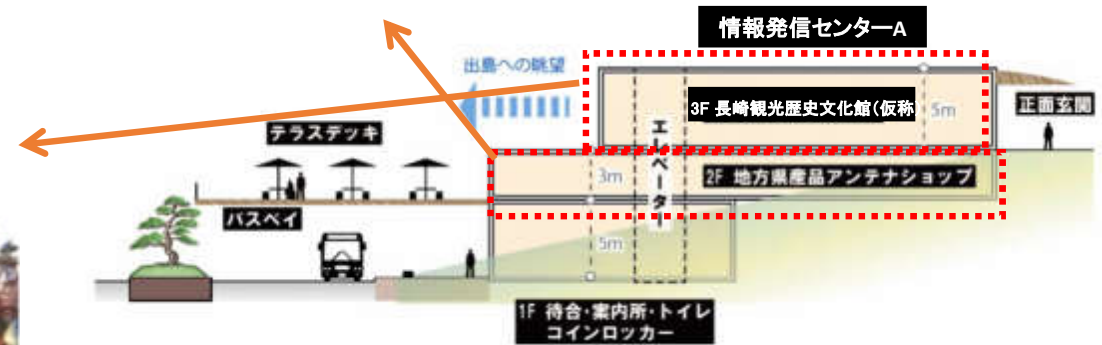 情報発信センターA
出島への眺望
3F 長崎観光歴史文化館(仮称
5m
正面玄関
テラスデッキ
エレベーター
3m
2F 地方県産品アンテナショップ
バスベイ
5m
1F 待合・案内所・トイレ
コインロッカー